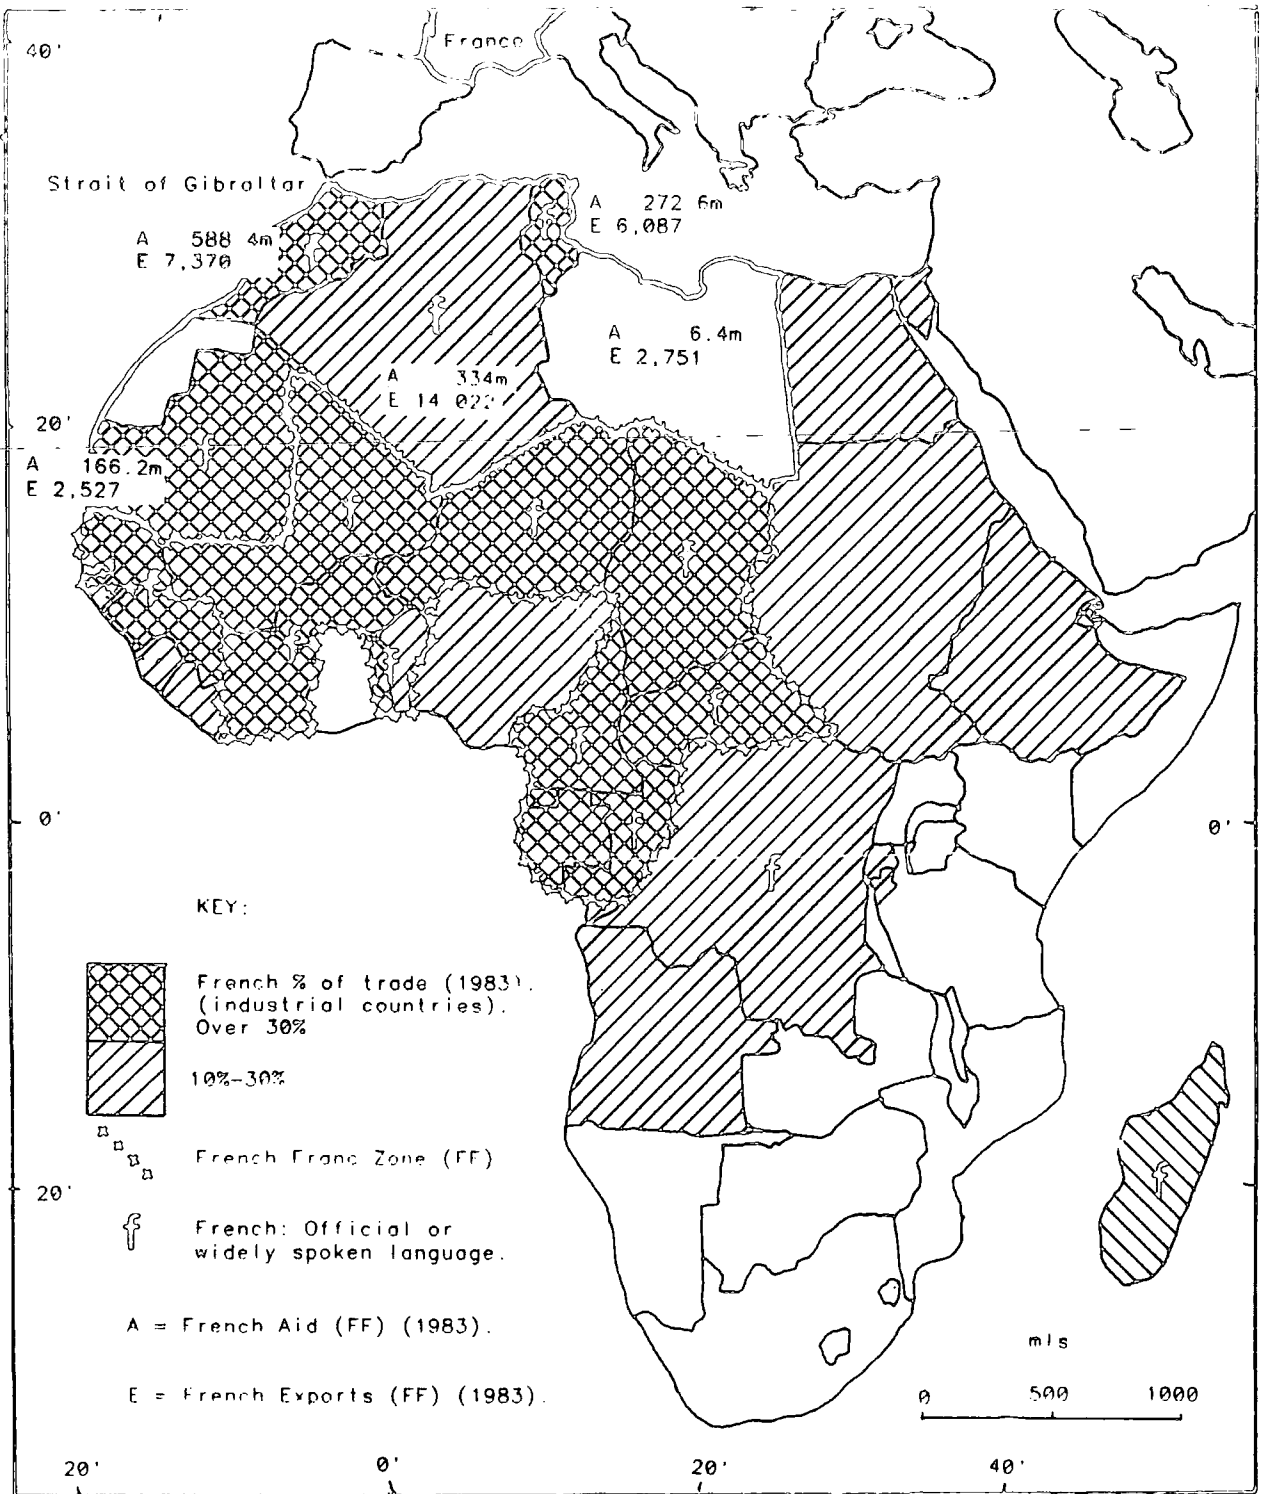 40'
France
Strait of Gibraltar
A 272 6m
E 6,087
A 588 4m
E 7,370
A 6.4m
E 2,751
A 334m
E 14 022
20'
A 166.2m
E 2,527
f
f
f
f
f
f
f
f
f
f
f
f
f
f
0'
0'
KEY:
French % of trade (1983).
(industrial countries).
Over 30%
10%-30%
French Franc Zone (FF)
20'
f French: Official or
widely spoken language.
A = French Aid (FF) (1983).
mls
E = French Exports (FF) (1983).
0 500 1000
20' 0' 20' 40'